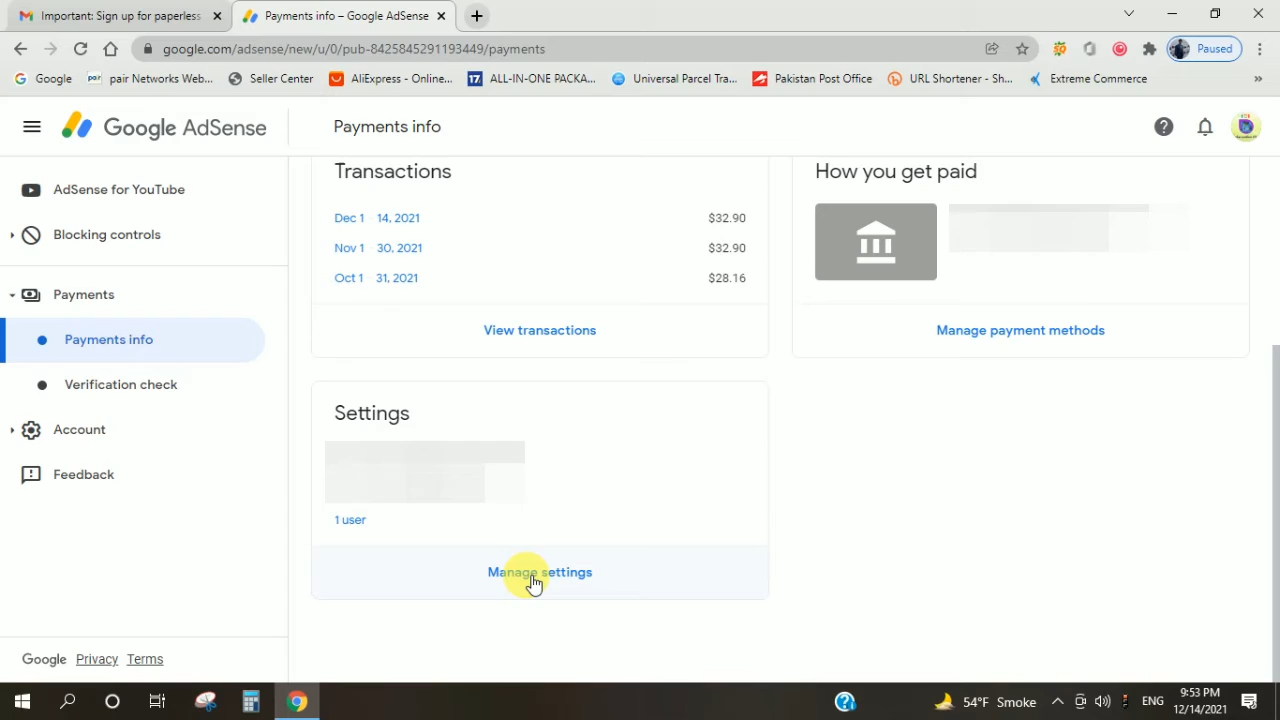 Important: Sign up for paperless
Payments info – Google AdSense
google.com/adsense/new/u/0/pub-8425845291193449/payments
Paused
Google
pair Networks Web...
Seller Center
AliExpress - Online...
17 ALL-IN-ONE PACKA...
Universal Parcel Tra...
Pakistan Post Office
URL Shortener - Sh...
Extreme Commerce
»
Google AdSense
Payments info
AdSense for YouTube
Blocking controls
Payments
Payments info
Verification check
Account
Feedback
Google Privacy Terms
Transactions
Dec 1 14, 2021 $32.90
Nov 1 30, 2021 $32.90
Oct 1 31, 2021 $28.16
View transactions
How you get paid
Manage payment methods
Settings
1 user
Manage settings
54°F Smoke
ENG
9:53 PM
12/14/2021